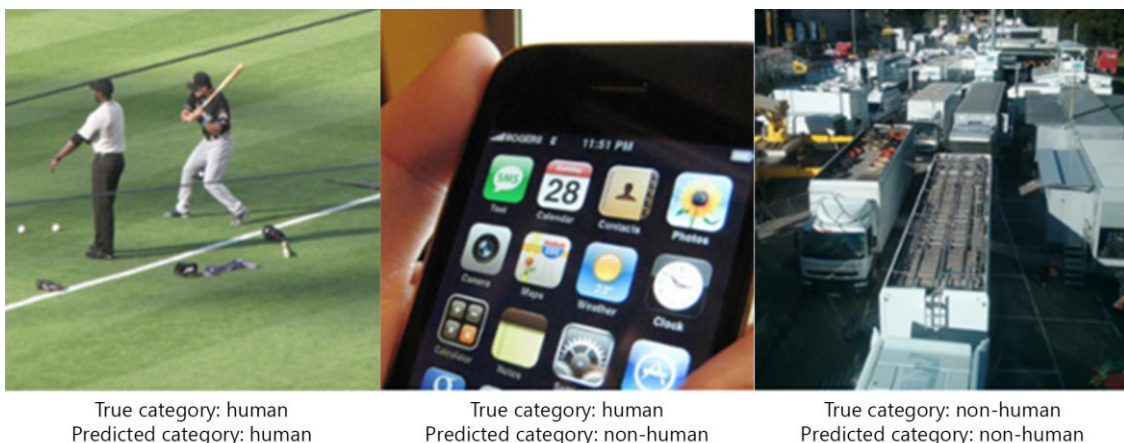 ROGERS E 11:51 PM
SMS
Text
28
Calendar
Contacts
Photos
Camera
Maps
23°
Weather
Clock
Calculator
Notes
True category: human
Predicted category: human
True category: human
Predicted category: non-human
True category: non-human
Predicted category: non-human